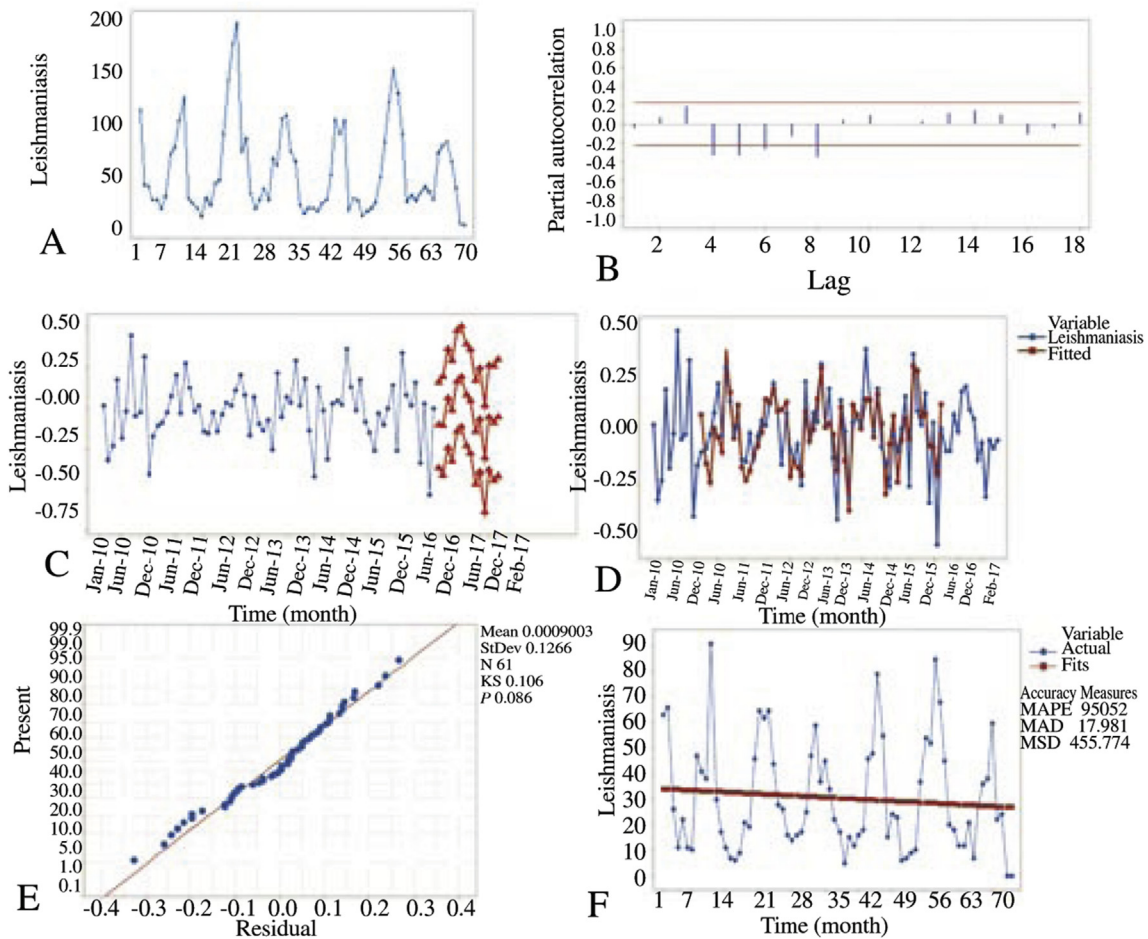 Leishmaniasis
200
150
100
50
0
1 7 14 21 28 35 42 49 56 63 70
A
Partial autocorrelation
1.0
0.8
0.6
0.4
0.2
0.0
-0.2
-0.4
-0.6
-0.8
-1.0
2 4 6 8 10 12 14 16 18
Lag
B
Leishmaniasis
0.50
0.25
-0.00
-0.25
-0.50
-0.75
Jan-10 Jun-10 Dec-10 Jun-11 Dec-11 Jun-12 Dec-12 Jun-13 Dec-13 Jun-14 Dec-14 Jun-15 Dec-15 Jun-16 Dec-16 Jun-17 Dec-17 Feb-17
Time (month)
C
Leishmaniasis
0.50
0.25
0.00
-0.25
-0.50
Jan-10 Jun-10 Dec-10 Jun-10 Jun-11 Dec-11 Jun-12 Dec-12 Jun-13 Dec-13 Jun-14 Dec-14 Jun-15 Dec-15 Jun-16 Dec-16 Feb-17
Time (month)
D
Variable
Leishmaniasis
Fitted
Present
99.9
99.0
95.0
90.0
80.0
70.0
60.0
50.0
40.0
30.0
20.0
10.0
5.0
1.0
0.1
-0.4 -0.3 -0.2 -0.1 0.0 0.1 0.2 0.3 0.4
Residual
E
Mean 0.0009003
StDev 0.1266
N 61
KS 0.106
P 0.086
Leishmaniasis
90
80
70
60
50
40
30
20
10
0
1 7 14 21 28 35 42 49 56 63 70
Time (month)
F
Variable
Actual
Fits
Accuracy Measures
MAPE 95052
MAD 17.981
MSD 455.774